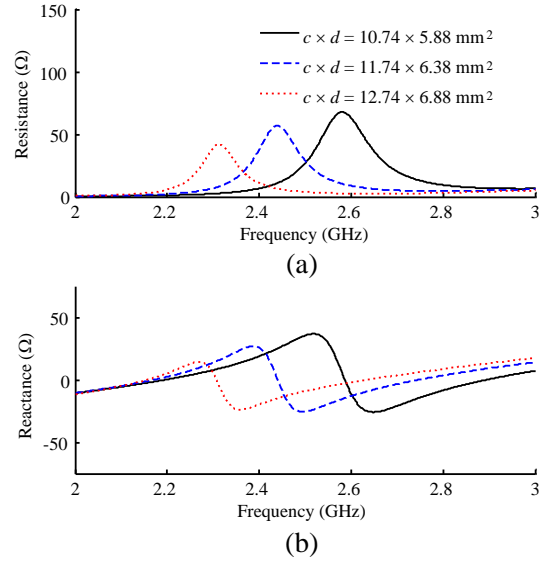 150
100
50
0
Resistance (Ω)
c × d = 10.74 × 5.88 mm²
c × d = 11.74 × 6.38 mm²
c × d = 12.74 × 6.88 mm²
2 2.2 2.4 2.6 2.8 3
Frequency (GHz)
(a)
50
0
-50
Reactance (Ω)
2 2.2 2.4 2.6 2.8 3
Frequency (GHz)
(b)